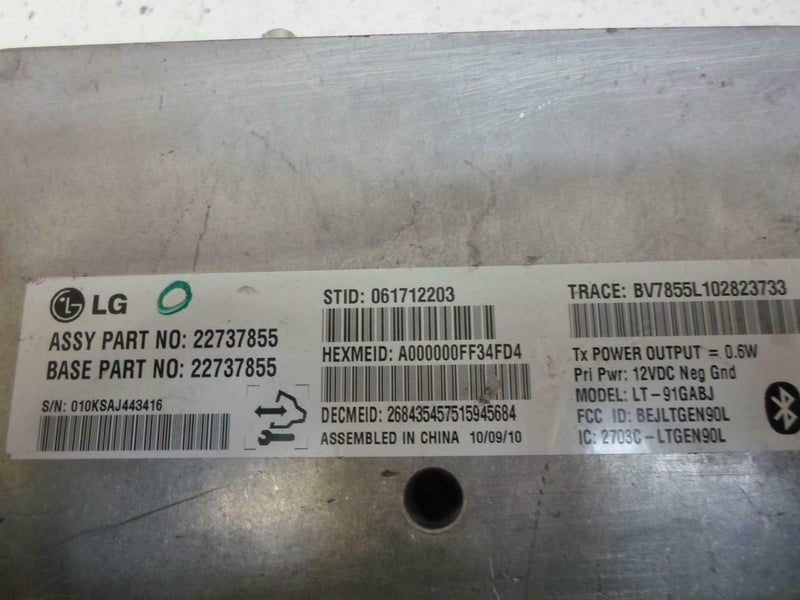 LG
ASSY PART NO: 22737855
BASE PART NO: 22737855
S/N: 010KSAJ443416
STID: 061712203
HEXMEID: A000000FF34FD4
DECMEID: 268435457515945684
ASSEMBLED IN CHINA 10/09/10
TRACE: BV7855L102823733
Tx POWER OUTPUT = 0.6W
Pri Pwr: 12VDC Neg Gnd
MODEL: LT-91GABJ
FCC ID: BEJLTGEN90L
IC: 2703C-LTGEN90L